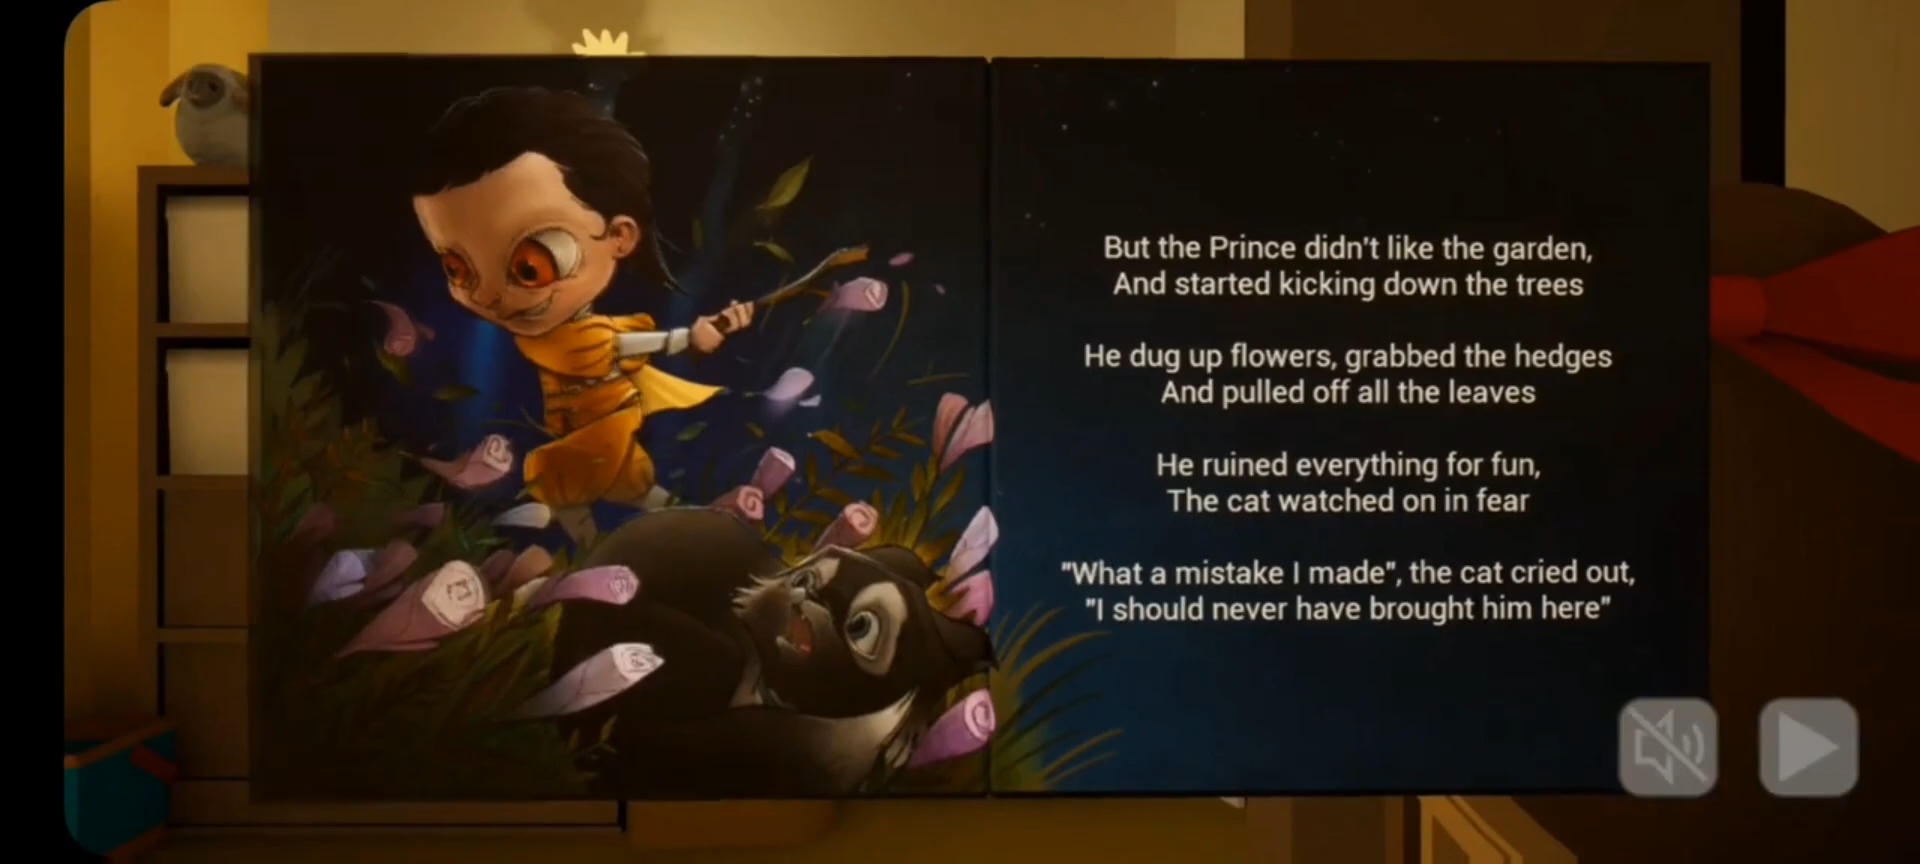 But the Prince didn't like the garden,
And started kicking down the trees
He dug up flowers, grabbed the hedges
And pulled off all the leaves
He ruined everything for fun,
The cat watched on in fear
"What a mistake I made", the cat cried out,
"I should never have brought him here"